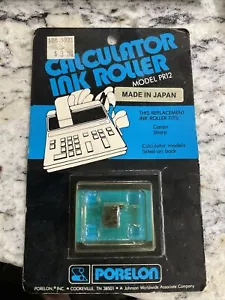 CALCULATOR
INK ROLLER
MODEL PR12
MADE IN JAPAN
THIS REPLACEMENT
INK ROLLER FITS:
Canon
Sharp
Calculator models
listed on back
PORELON
PORELON, INC. • COOKEVILLE, TN 38501 • A Johnson Worldwide Associates Company